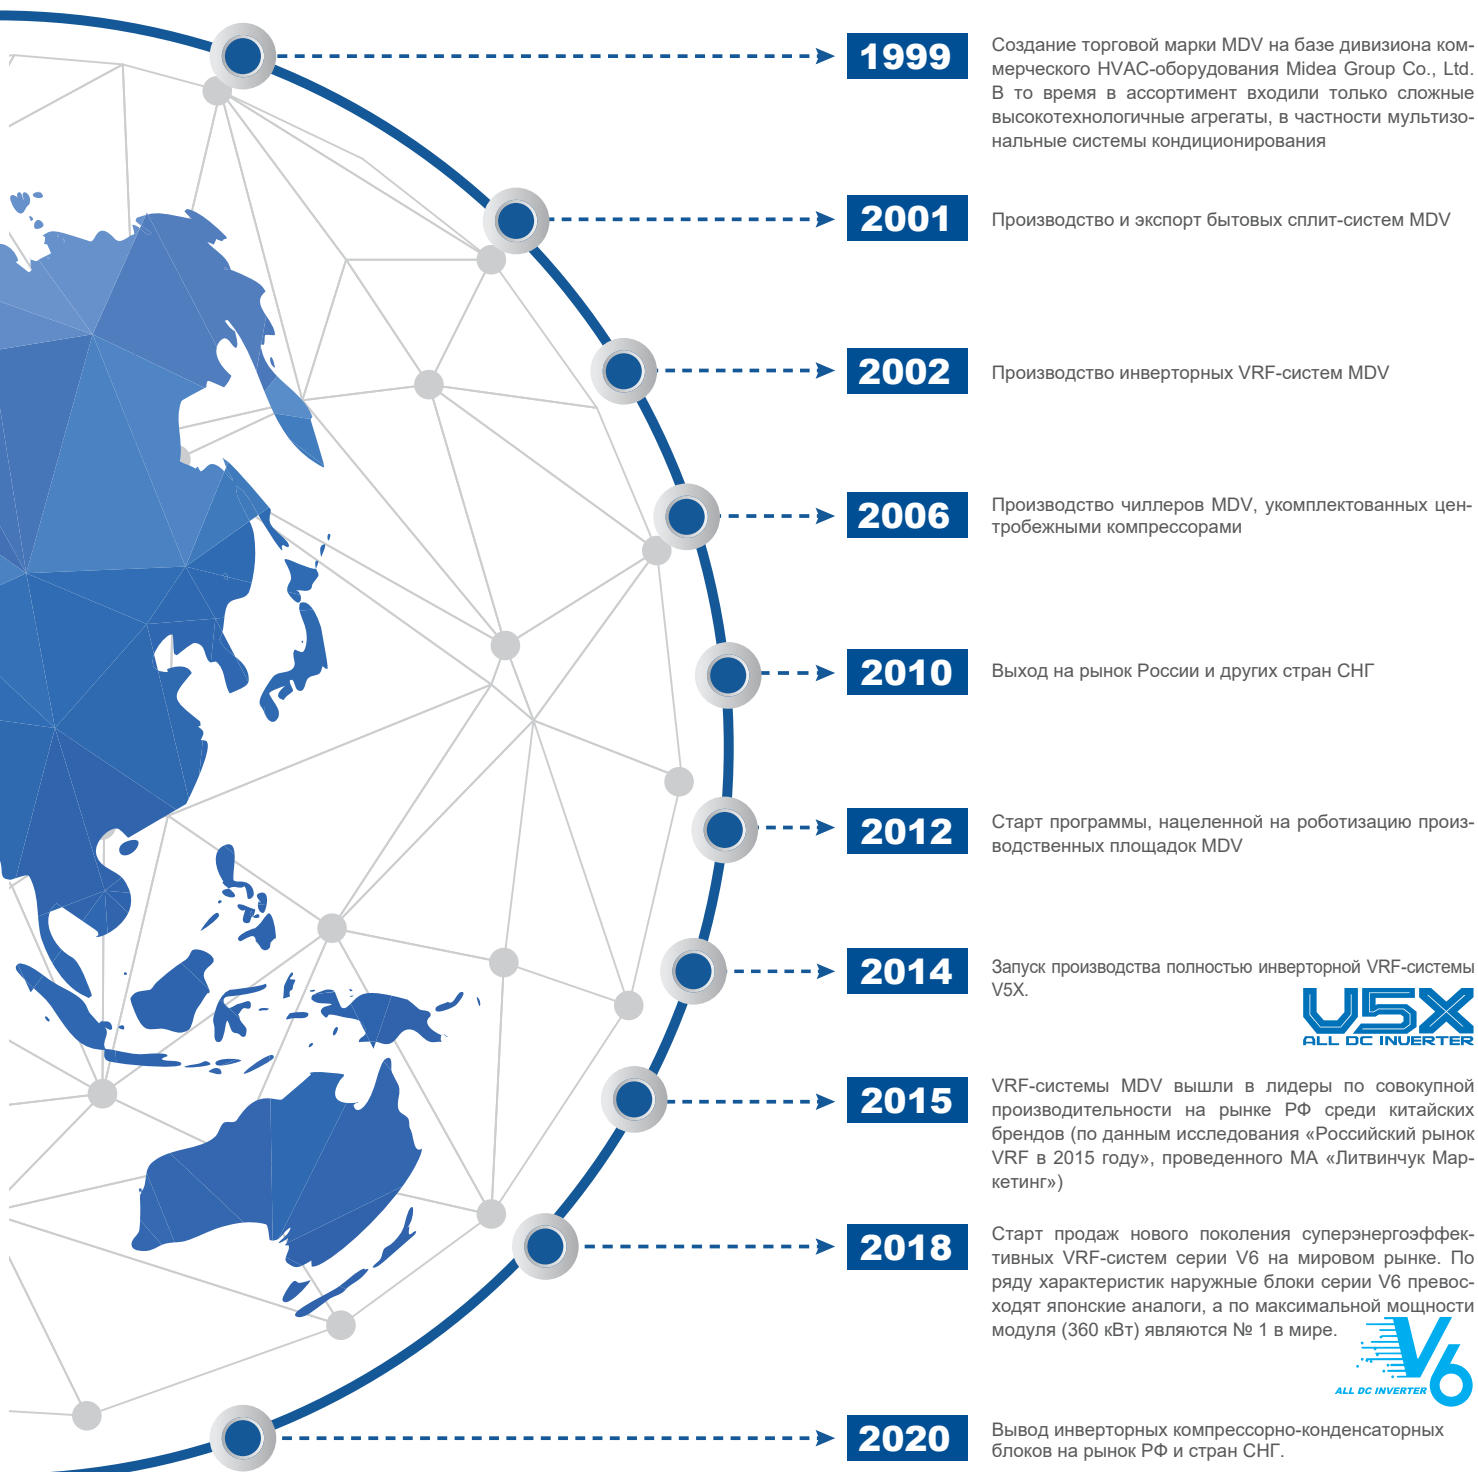 1999
Создание торговой марки MDV на базе дивизиона ком-
мерческого HVAC-оборудования Midea Group Co., Ltd.
В то время в ассортимент входили только сложные
высокотехнологичные агрегаты, в частности мультизо-
нальные системы кондиционирования
2001
Производство и экспорт бытовых сплит-систем MDV
2002
Производство инверторных VRF-систем MDV
2006
Производство чиллеров MDV, укомплектованных цен-
тробежными компрессорами
2010
Выход на рынок России и других стран СНГ
2012
Старт программы, нацеленной на роботизацию произ-
водственных площадок MDV
2014
Запуск производства полностью инверторной VRF-системы
V5X.
V5X
ALL DC INVERTER
2015
VRF-системы MDV вышли в лидеры по совокупной
производительности на рынке РФ среди китайских
брендов (по данным исследования «Российский рынок
VRF в 2015 году», проведенного МА «Литвинчук Мар-
кетинг»)
2018
Старт продаж нового поколения суперэнергоэффек-
тивных VRF-систем серии V6 на мировом рынке. По
ряду характеристик наружные блоки серии V6 превос-
ходят японские аналоги, а по максимальной мощности
модуля (360 кВт) являются № 1 в мире.
V6
ALL DC INVERTER
2020
Вывод инверторных компрессорно-конденсаторных
блоков на рынок РФ и стран СНГ.